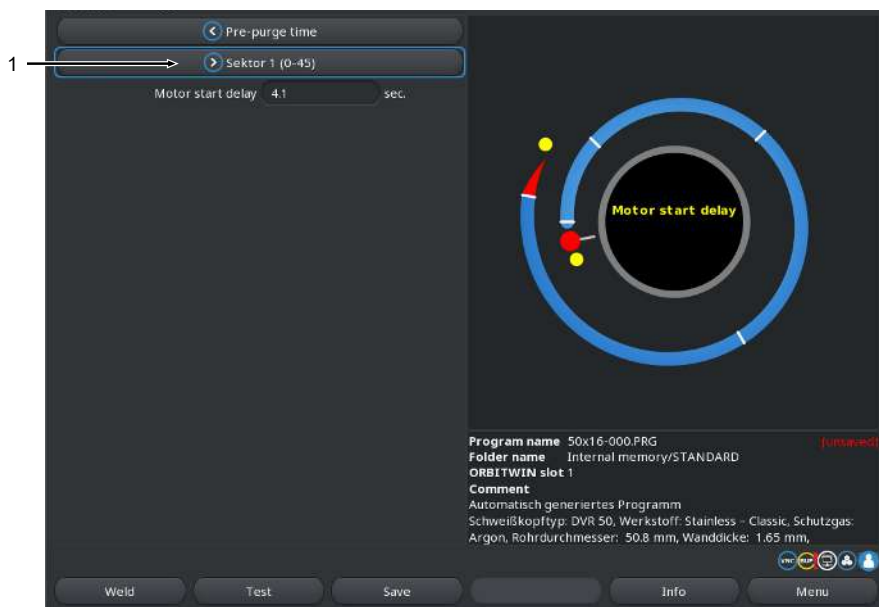 Pre-purge time
1
Sektor 1 (0-45)
Motor start delay 4.1 sec.
Motor start delay
Program name 50x16-000.PRG [unsaved]
Folder name Internal memory/STANDARD
ORBITWIN slot 1
Comment
Automatisch generiertes Programm
Schweißkopftyp: DVR 50, Werkstoff: Stainless – Classic, Schutzgas:
Argon, Rohrdurchmesser: 50.8 mm, Wanddicke: 1.65 mm,
VNC
Weld Test Save Info Menu